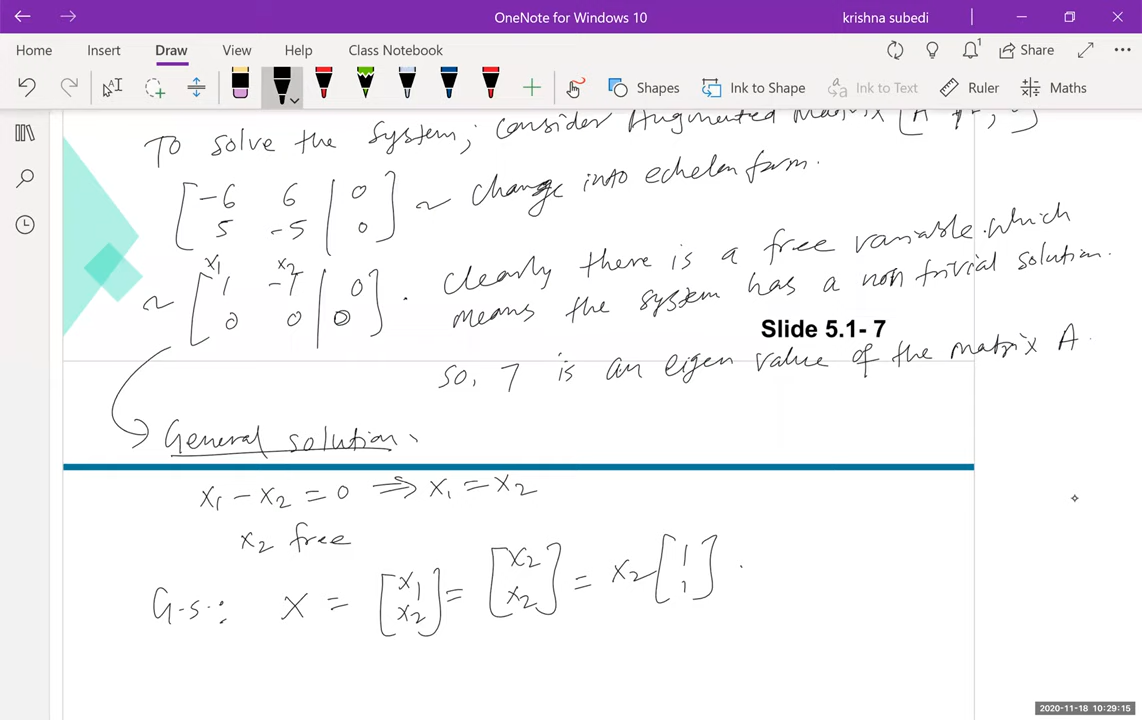 OneNote for Windows 10
krishna subedi
Home Insert Draw View Help Class Notebook
1 Share
Shapes Ink to Shape Ink to Text Ruler Maths
To solve the system; consider Augmented Matrix [A
[-6 6 | 0
5 -5 | 0] ~ change into echelon form.
x1 x2
~ [1 -1 | 0
0 0 | 0] . Clearly there is a free variable. which
means the system has a non trivial solution.
Slide 5.1- 7
so, 7 is an eigen value of the matrix A.
General solution.
x1 - x2 = 0 ⟹ x1 = x2
x2 free
G.s.: X = [x1 x2] = [x2 x2] = x2 [1 1].
2020-11-18 10:29:15